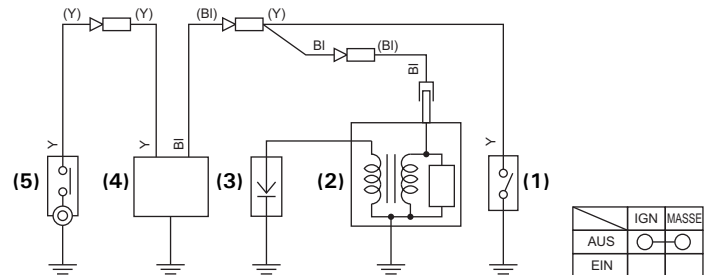 (Y) (Y) (Bl) (Y)
Bl (Bl)
Bl
Y Y Bl Y
(5) (4) (3) (2) (1)
IGN MASSE
AUS
EIN